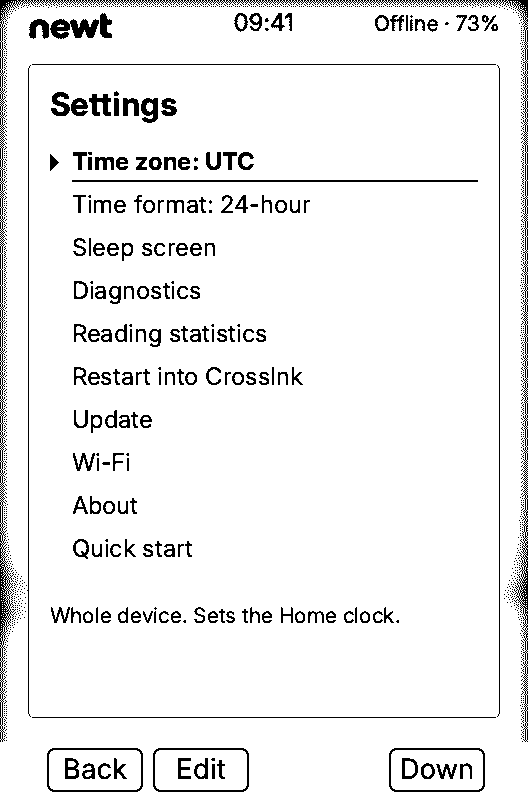 newt
09:41
Offline · 73%
Settings
Time zone: UTC
Time format: 24-hour
Sleep screen
Diagnostics
Reading statistics
Restart into CrossInk
Update
Wi-Fi
About
Quick start
Whole device. Sets the Home clock.
Back
Edit
Down